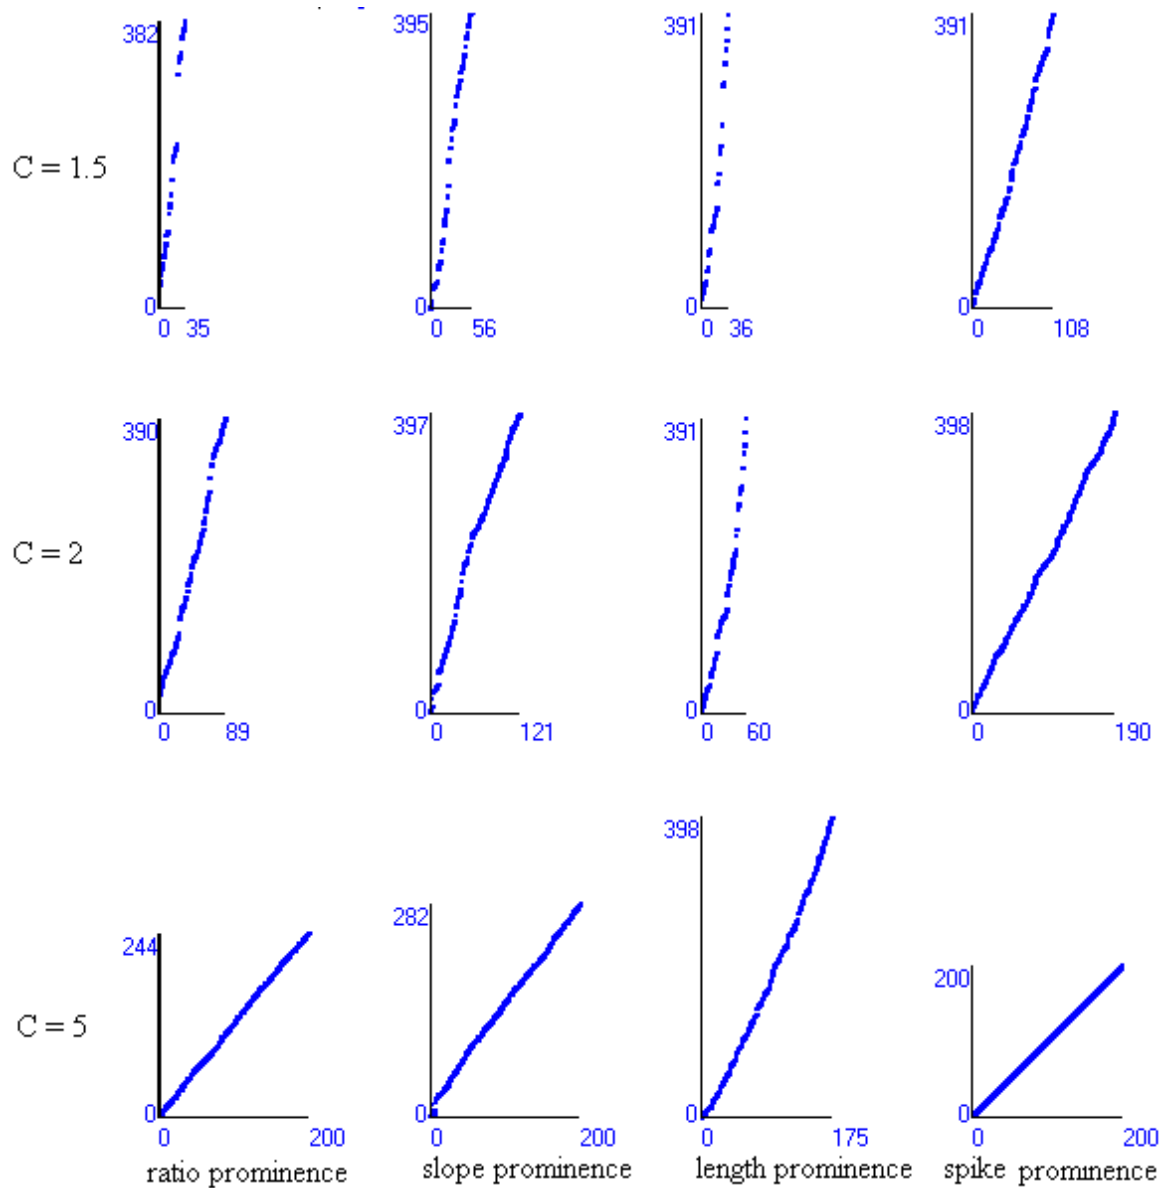 382 395 391 391
C = 1.5
0 0 0 0
0 35 0 56 0 36 0 108
390 397 391 398
C = 2
0 0 0 0
0 89 0 121 0 60 0 190
398
282
244 200
C = 5
0 0 0 0
0 200 0 200 0 175 0 200
ratio prominence slope prominence length prominence spike prominence